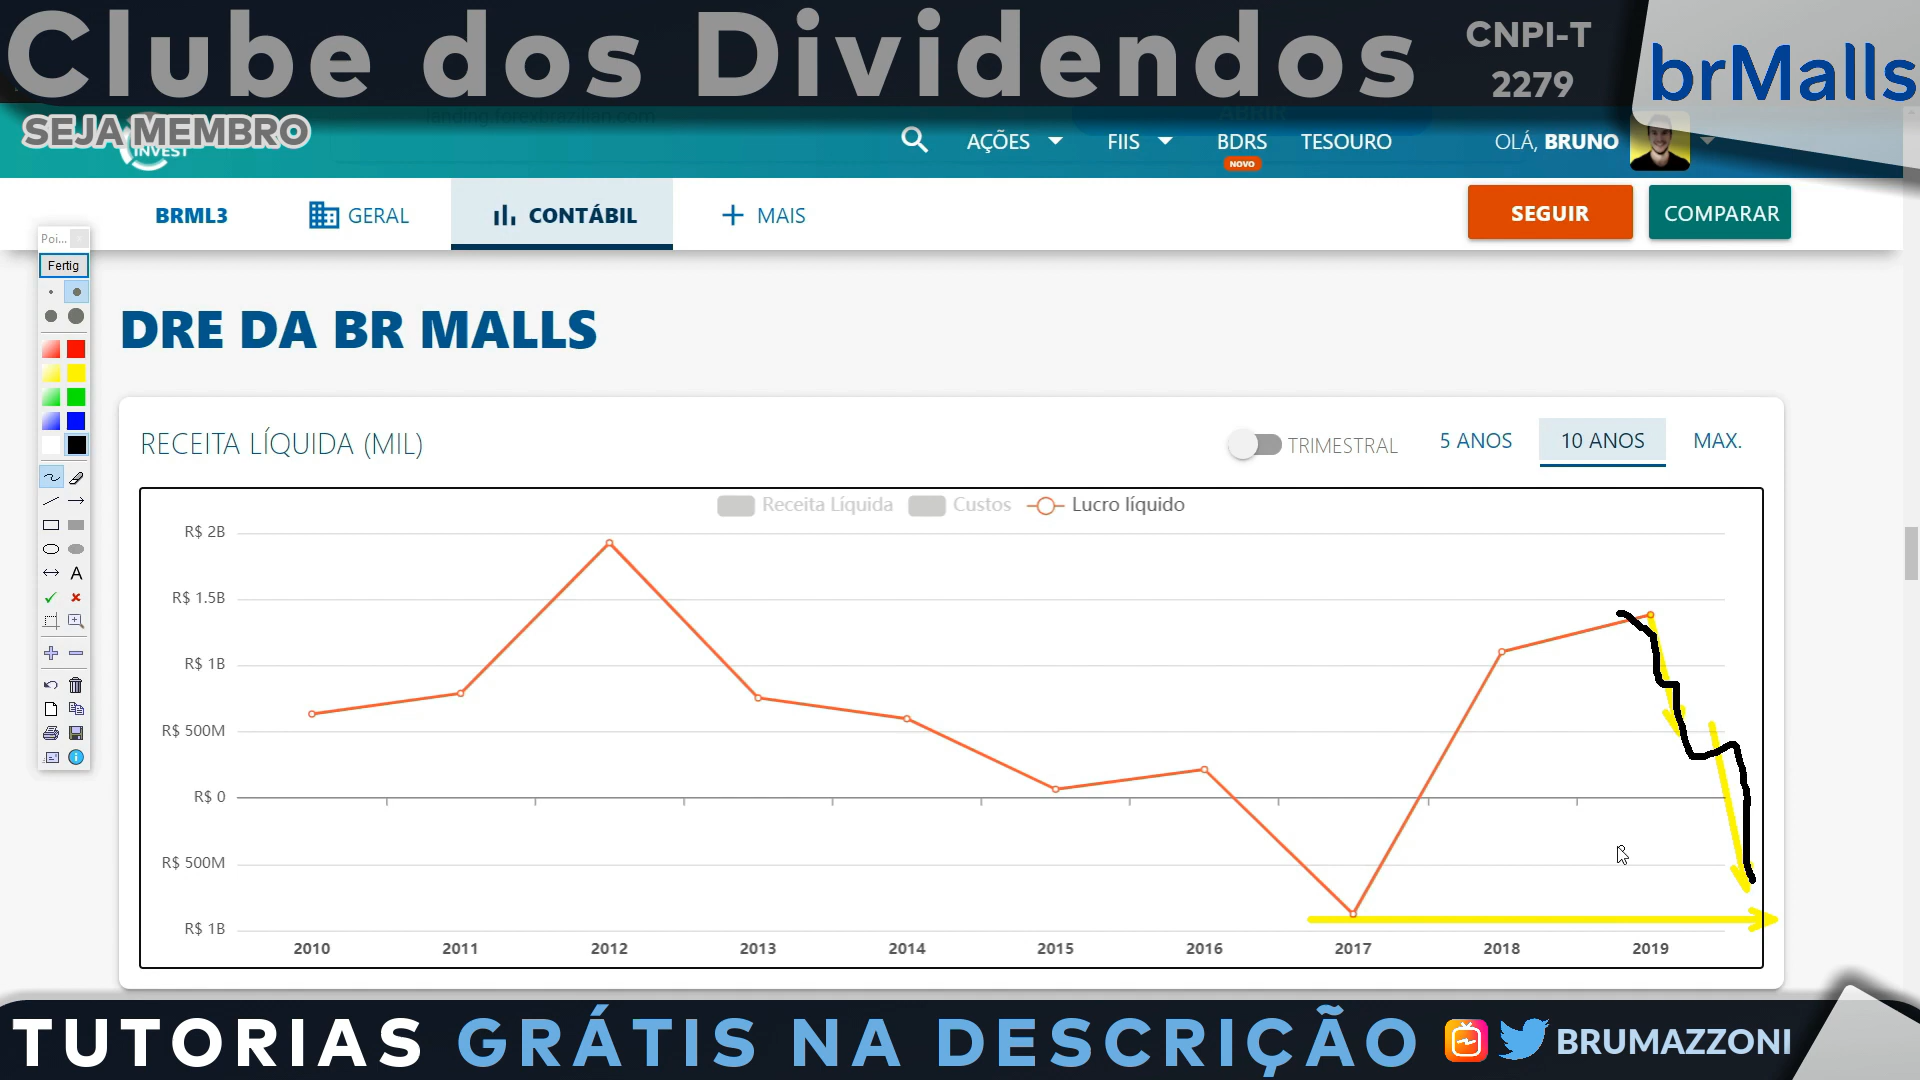 Clube dos Dividendos
CNPI-T
2279
brMalls
SEJA MEMBRO
INVEST
AÇÕES
FIIS
BDRS
NOVO
TESOURO
OLÁ, BRUNO
BRML3
GERAL
CONTÁBIL
MAIS
SEGUIR
COMPARAR
Poi...
Fertig
A
DRE DA BR MALLS
RECEITA LÍQUIDA (MIL)
TRIMESTRAL
5 ANOS
10 ANOS
MAX.
Receita Líquida
Custos
Lucro líquido
R$ 2B
R$ 1.5B
R$ 1B
R$ 500M
R$ 0
R$ 500M
R$ 1B
2010 2011 2012 2013 2014 2015 2016 2017 2018 2019
TUTORIAS GRÁTIS NA DESCRIÇÃO
BRUMAZZONI